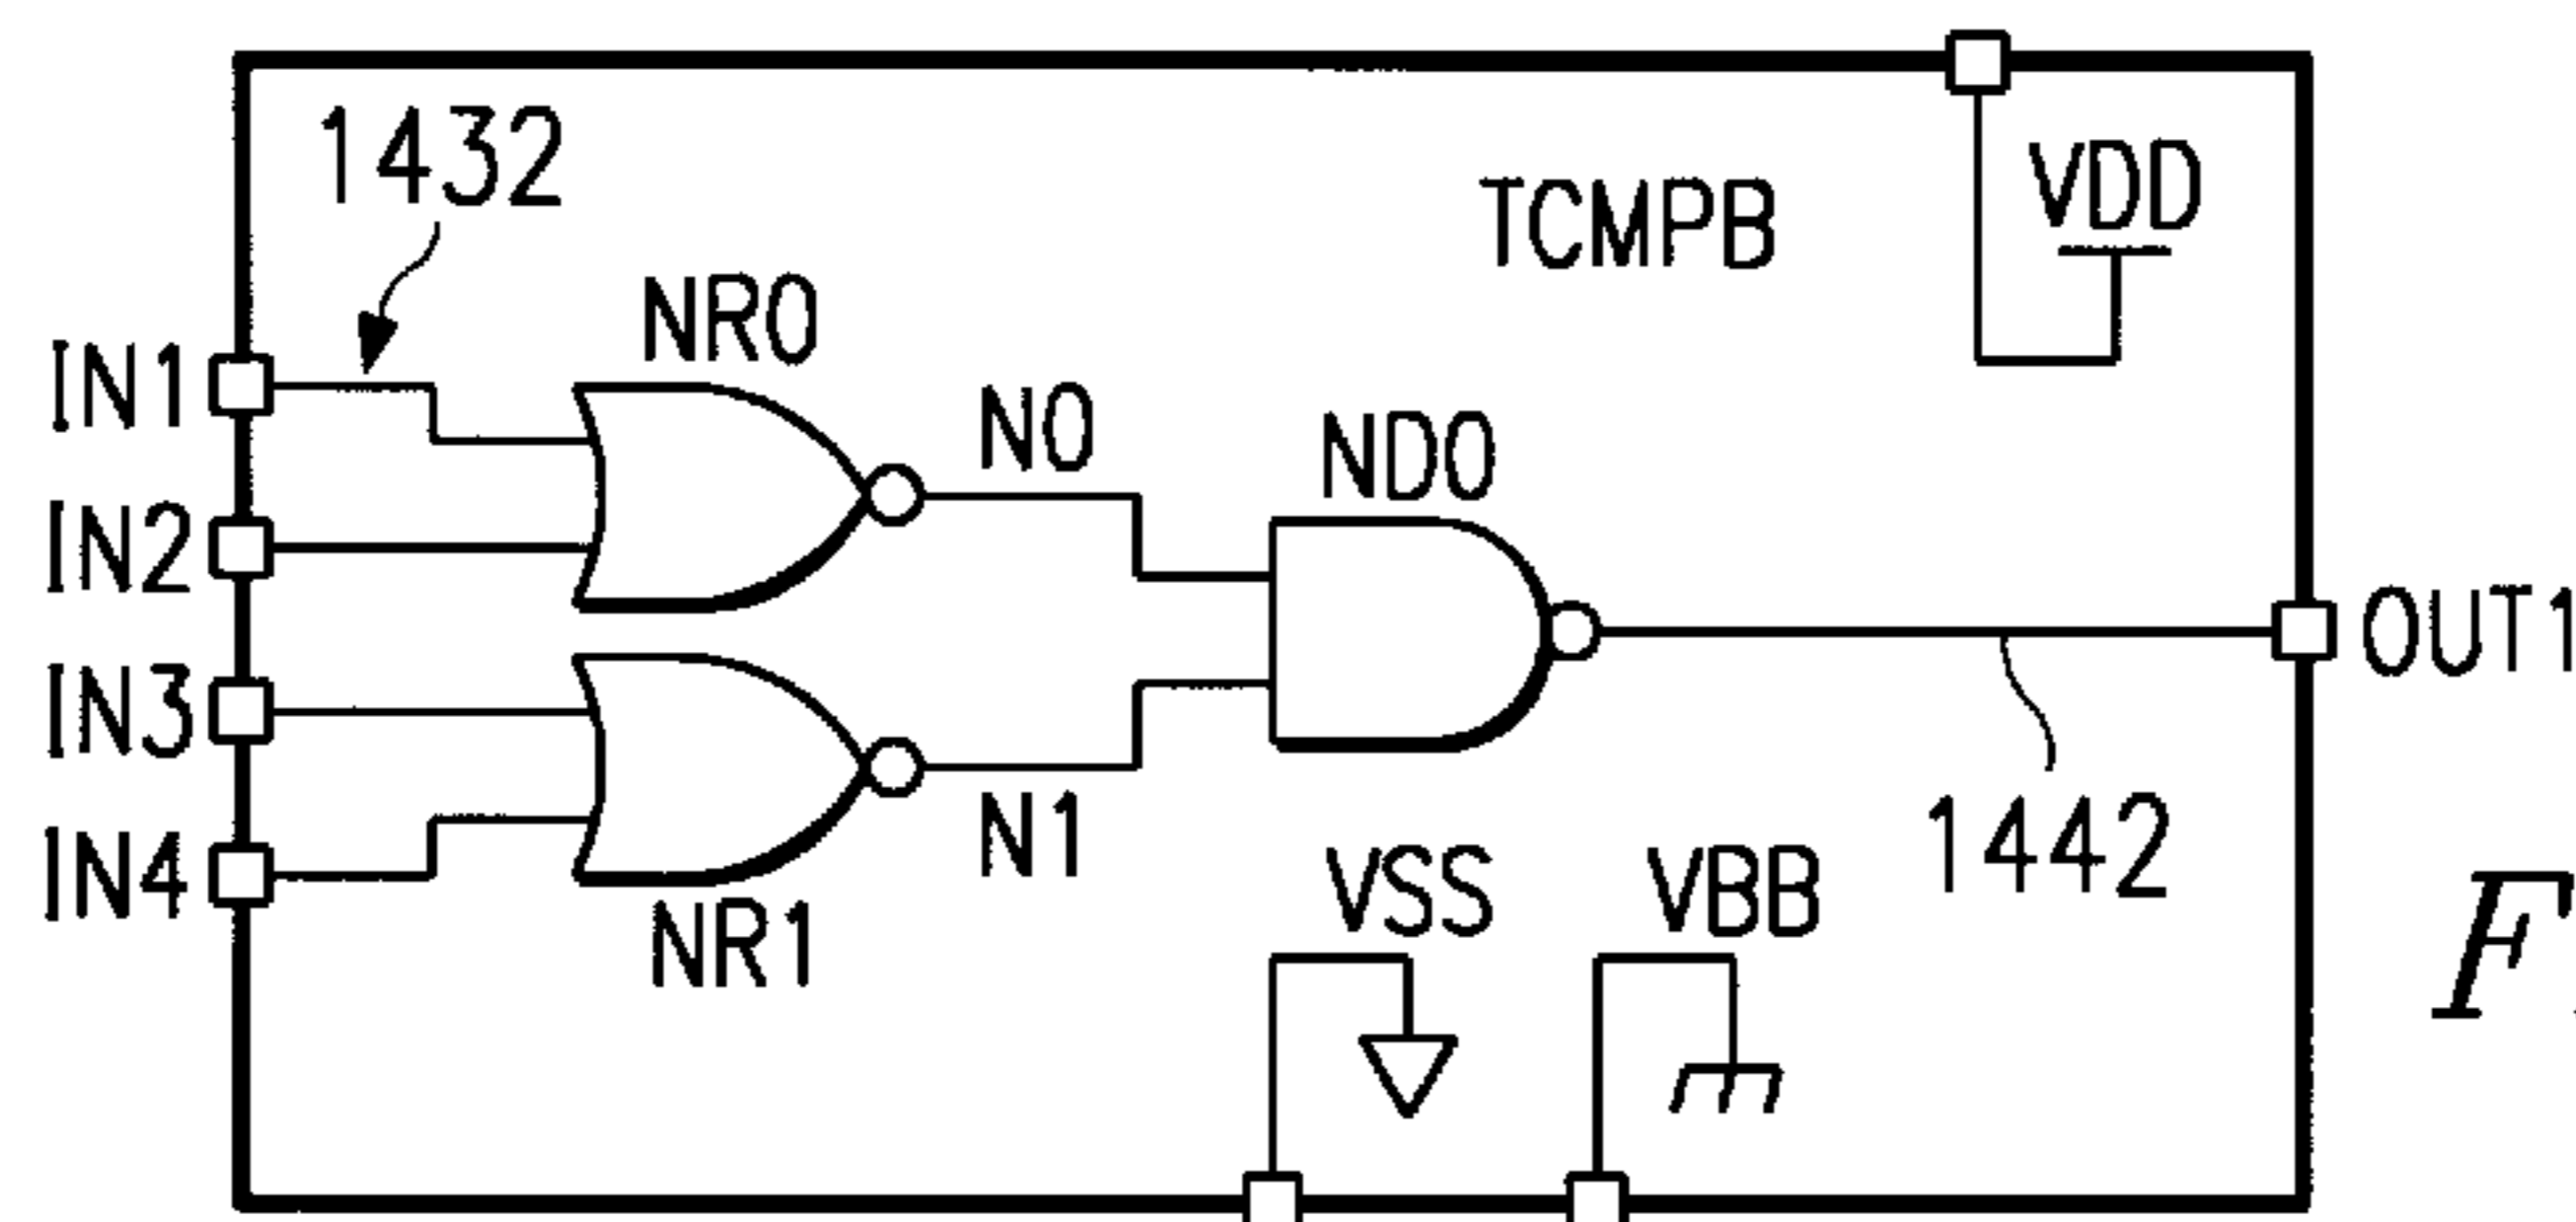 1432
TCMPB
VDD
NR0
IN1
N0
ND0
IN2
OUT1
IN3
N1
1442
IN4
VSS
VBB
NR1
F